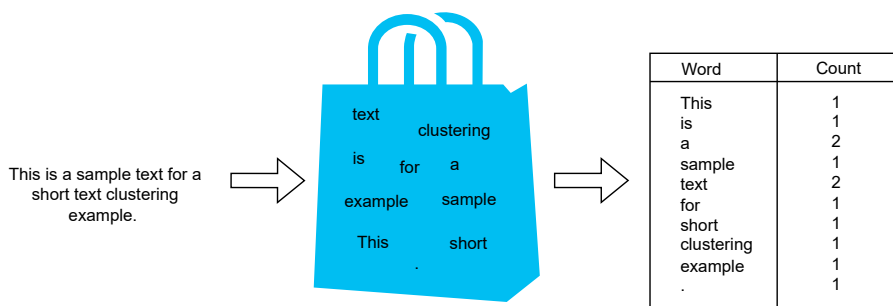 This is a sample text for a
short text clustering
example.
text
clustering
is
for
a
example
sample
This
short
.
Word Count
This 1
is 1
a 2
sample 1
text 2
for 1
short 1
clustering 1
example 1
. 1